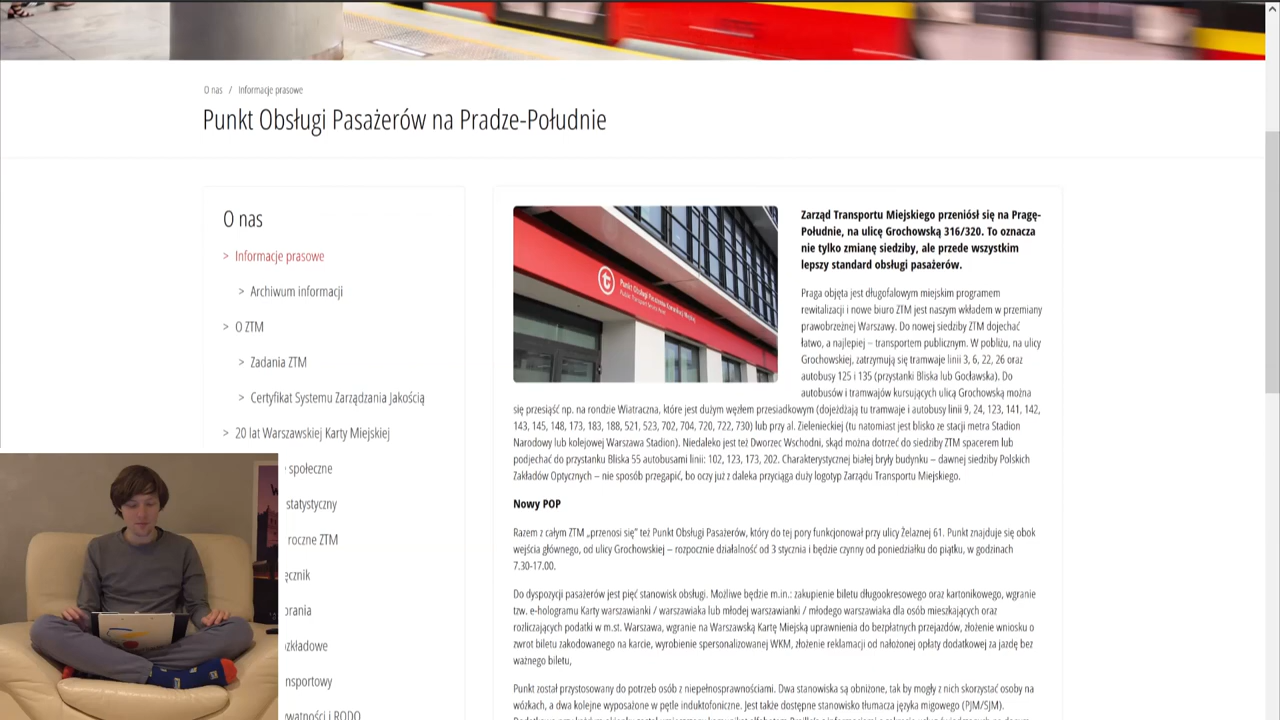 O nas / Informacje prasowe
Punkt Obsługi Pasażerów na Pradze-Południe
O nas
> Informacje prasowe
> Archiwum informacji
> O ZTM
> Zadania ZTM
> Certyfikat Systemu Zarządzania Jakością
> 20 lat Warszawskiej Karty Miejskiej
społeczne
statystyczny
roczne ZTM
nsportowy
ywatności i RODO
Punkt Obsługi Pasażerów
Zarząd Transportu Miejskiego przeniósł się na Pragę-
Południe, na ulicę Grochowską 316/320. To oznacza
nie tylko zmianę siedziby, ale przede wszystkim
lepszy standard obsługi pasażerów.
Praga objęta jest długofalowym miejskim programem
rewitalizacji i nowe biuro ZTM jest naszym wkładem w przemiany
prawobrzeżnej Warszawy. Do nowej siedziby ZTM dojechać
łatwo, a najlepiej – transportem publicznym. W pobliżu, na ulicy
Grochowskiej, zatrzymują się tramwaje linii 3, 6, 22, 26 oraz
autobusy 125 i 135 (przystanki Bliska lub Gocławska). Do
autobusów i tramwajów kursujących ulicą Grochowską można
się przesiąść np. na rondzie Wiatraczna, które jest dużym węzłem przesiadkowym (dojeżdżają tu tramwaje i autobusy linii 9, 24, 123, 141, 142,
143, 145, 148, 173, 183, 188, 521, 523, 702, 704, 720, 722, 730) lub przy al. Zielenieckiej (tu natomiast jest blisko ze stacji metra Stadion
Narodowy lub kolejowej Warszawa Stadion). Niedaleko jest też Dworzec Wschodni, skąd można dotrzeć do siedziby ZTM spacerem lub
podjechać do przystanku Bliska 55 autobusami linii: 102, 123, 173, 202. Charakterystycznej białej bryły budynku – dawnej siedziby Polskich
Zakładów Optycznych – nie sposób przegapić, bo oczy już z daleka przyciąga duży logotyp Zarządu Transportu Miejskiego.
Nowy POP
Razem z całym ZTM „przenosi się” też Punkt Obsługi Pasażerów, który do tej pory funkcjonował przy ulicy Żelaznej 61. Punkt znajduje się obok
wejścia głównego, od ulicy Grochowskiej – rozpocznie działalność od 3 stycznia i będzie czynny od poniedziałku do piątku, w godzinach
7.30-17.00.
Do dyspozycji pasażerów jest pięć stanowisk obsługi. Możliwe będzie m.in.: zakupienie biletu długookresowego oraz kartonikowego, wgranie
tzw. e-hologramu Karty warszawianki / warszawiaka lub młodej warszawianki / młodego warszawiaka dla osób mieszkających oraz
rozliczających podatki w m.st. Warszawa, wgranie na Warszawską Kartę Miejską uprawnienia do bezpłatnych przejazdów, złożenie wniosku o
zwrot biletu zakodowanego na karcie, wyrobienie spersonalizowanej WKM, złożenie reklamacji od nałożonej opłaty dodatkowej za jazdę bez
ważnego biletu,
Punkt został przystosowany do potrzeb osób z niepełnosprawnościami. Dwa stanowiska są obniżone, tak by mogły z nich skorzystać osoby na
wózkach, a dwa kolejne wyposażone w pętle induktofoniczne. Jest także dostępne stanowisko tłumacza języka migowego (PJM/SJM).